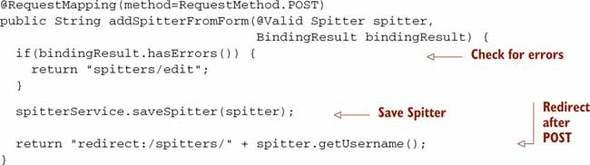 @RequestMapping(method=RequestMethod.POST)
public String addSpitterFromForm(@Valid Spitter spitter,
BindingResult bindingResult) {
if(bindingResult.hasErrors()) {
Check for errors
return "spitters/edit";
}
spitterService.saveSpitter(spitter);
Save Spitter
Redirect
after
POST
return "redirect:/spitters/" + spitter.getUsername();
}